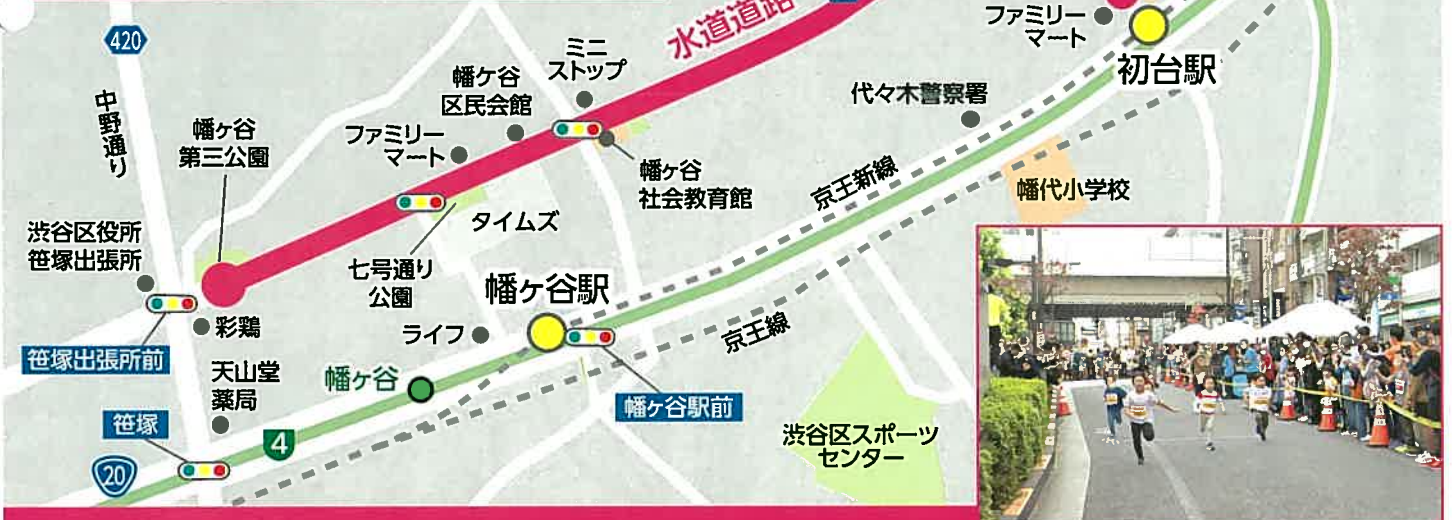 420
中野通り
幡ヶ谷
第三公園
ファミリー
マート
幡ヶ谷
区民会館
ミニ
ストップ
水道道路
ファミリー
マート
初台駅
代々木警察署
幡ヶ谷
社会教育館
京王新線
幡代小学校
タイムズ
七号通り
公園
渋谷区役所
笹塚出張所
幡ヶ谷駅
彩鶏
ライフ
京王線
笹塚出張所前
天山堂
薬局
幡ヶ谷
幡ヶ谷駅前
笹塚
4
20
渋谷区スポーツ
センター